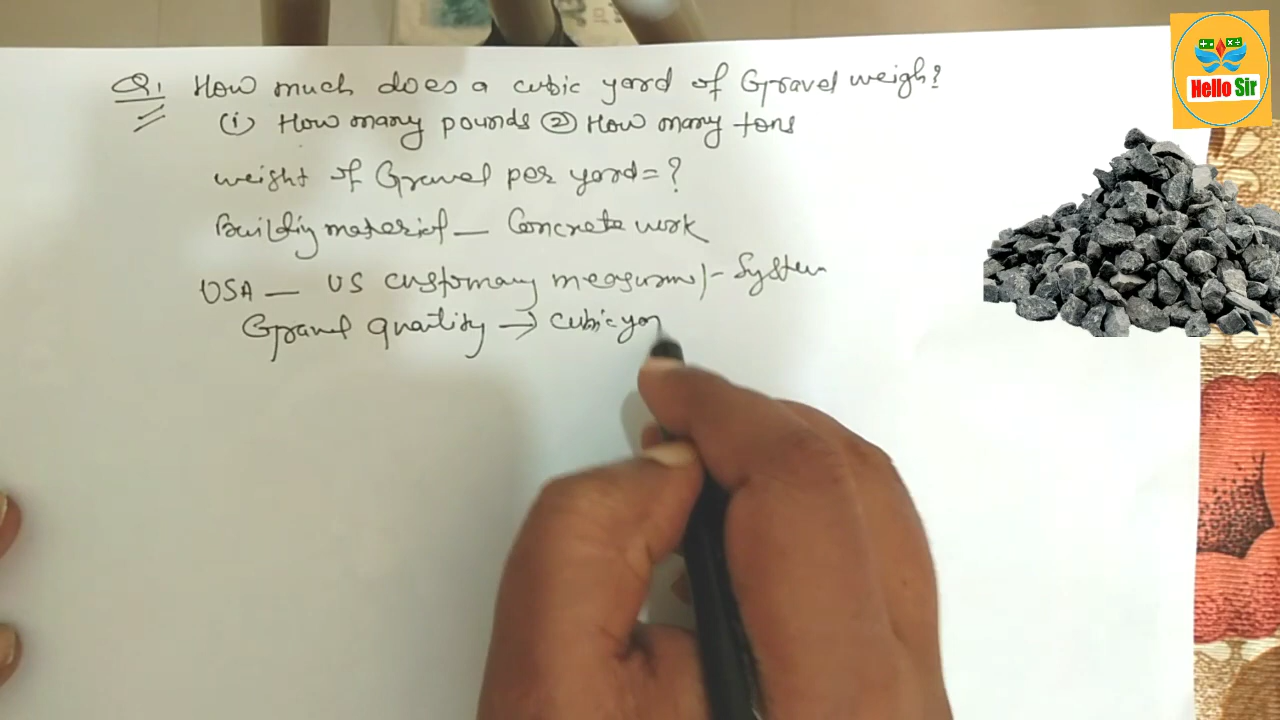 Q1. How much does a cubic yard of Gravel weigh?
(i) How many pounds (2) How many tons
weight of Gravel per yard = ?
Building material — Concrete work
USA — US customary measurme/- System
Gravel quantity → cubic yar
Hello Sir